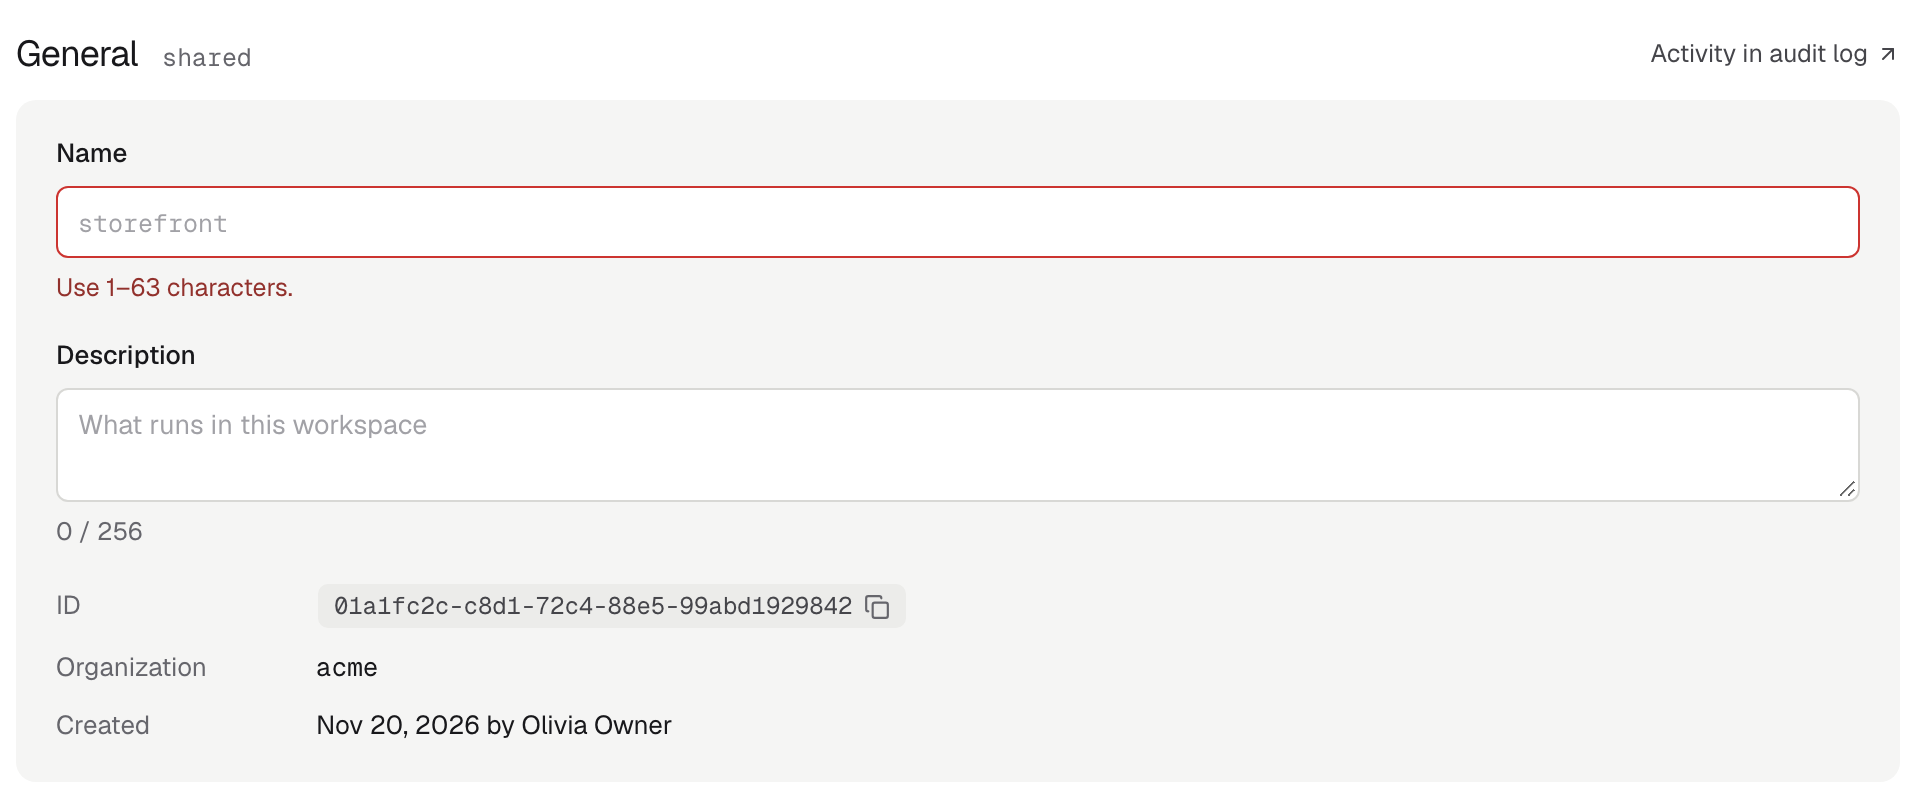 General shared
Activity in audit log
Name
storefront
Use 1–63 characters.
Description
What runs in this workspace
0 / 256
ID 01a1fc2c-c8d1-72c4-88e5-99abd1929842
Organization acme
Created Nov 20, 2026 by Olivia Owner